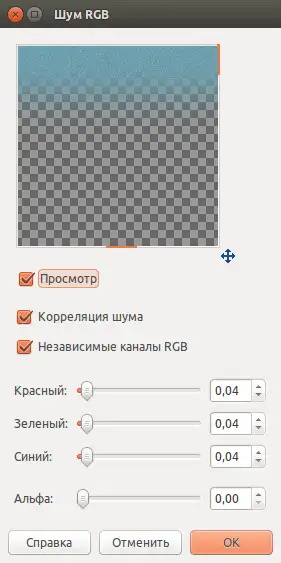 Шум RGB
Просмотр
Корреляция шума
Независимые каналы RGB
Красный: 0,04
Зеленый: 0,04
Синий: 0,04
Альфа: 0,00
Справка Отменить OK